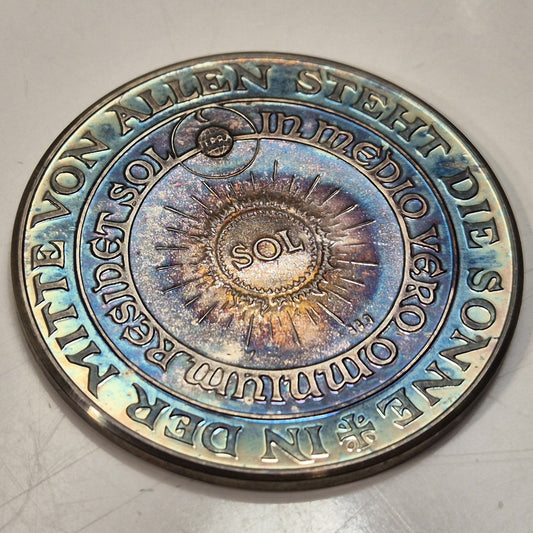 IN DER MITTE VON ALLEN STEHT DIE SONNE
IN MEDIO VERO OMNIUM RESIDET SOL
SOL